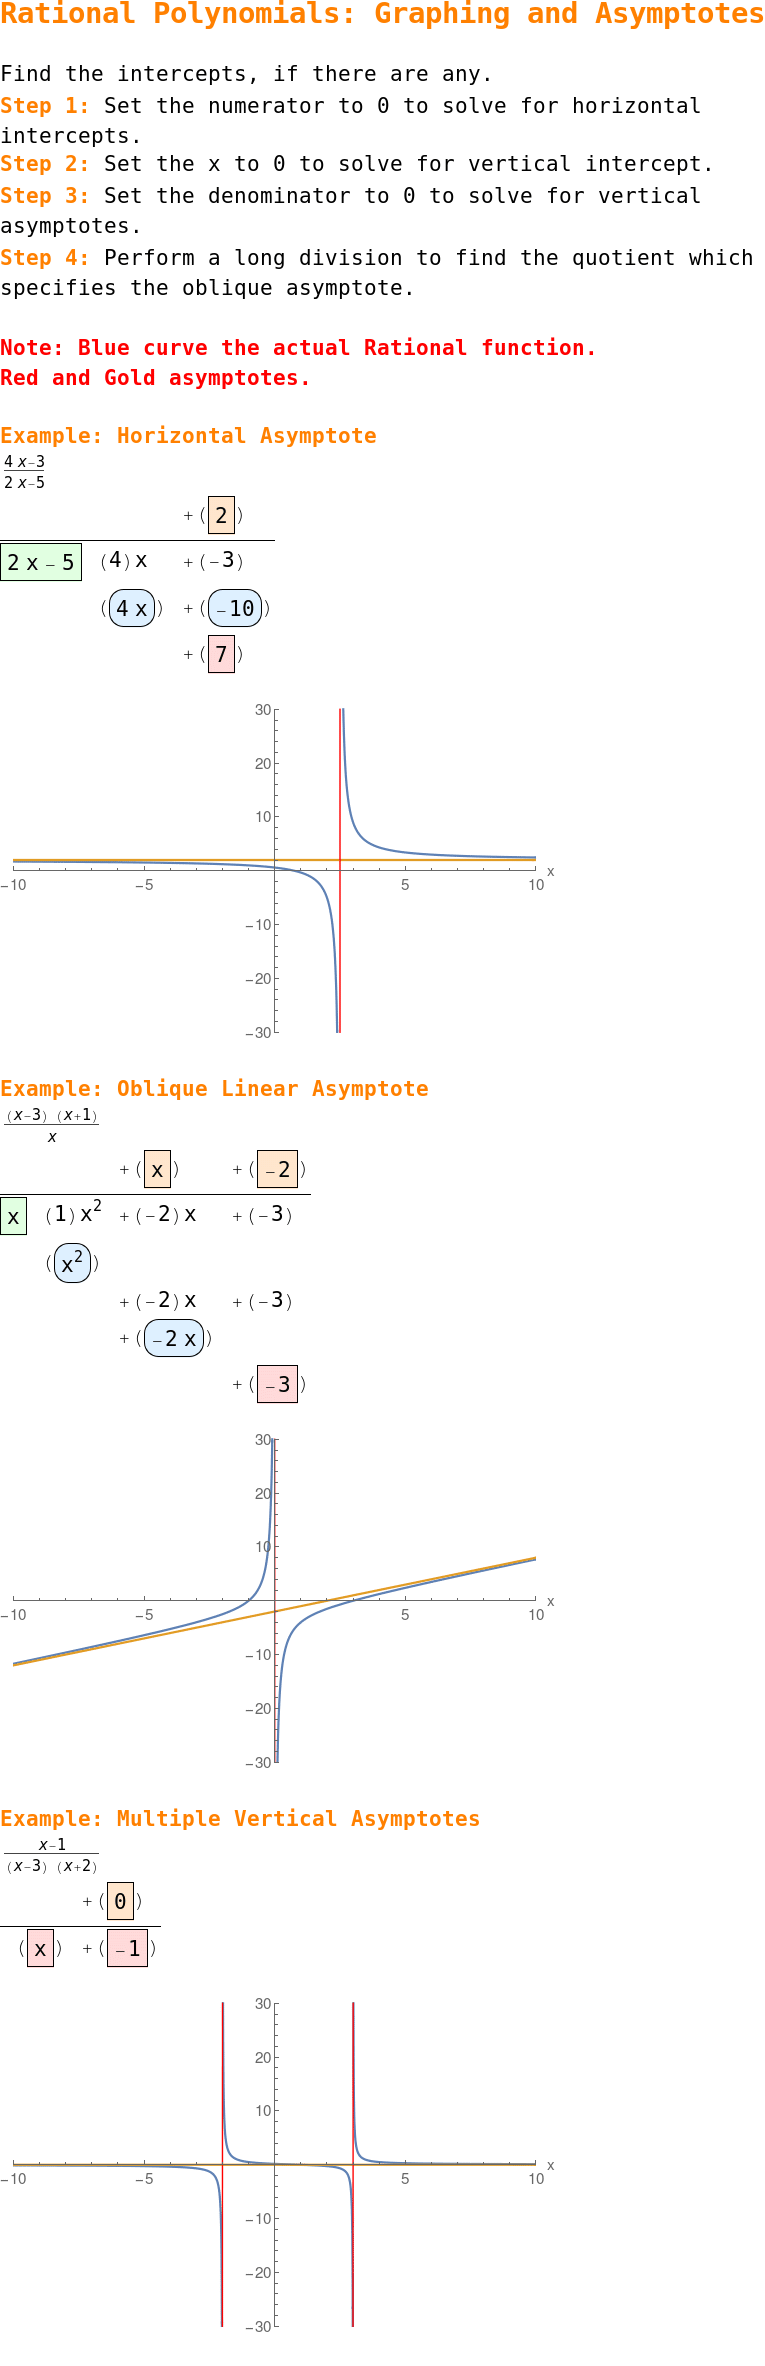 Rational Polynomials: Graphing and Asymptotes
Find the intercepts, if there are any.
Step 1: Set the numerator to 0 to solve for horizontal
intercepts.
Step 2: Set the x to 0 to solve for vertical intercept.
Step 3: Set the denominator to 0 to solve for vertical
asymptotes.
Step 4: Perform a long division to find the quotient which
specifies the oblique asymptote.
Note: Blue curve the actual Rational function.
Red and Gold asymptotes.
Example: Horizontal Asymptote
4 x−3
2 x−5
+ (2)
2 x − 5 (4) x + (−3)
(4 x) + (−10)
+ (7)
30
20
10
−10 −5 5 10 x
−10
−20
−30
Example: Oblique Linear Asymptote
(x−3) (x+1)
x
+ (x) + (−2)
x (1) x² + (−2) x + (−3)
(x²)
+ (−2) x + (−3)
+ (−2 x)
+ (−3)
30
20
10
−10 −5 5 10 x
−10
−20
−30
Example: Multiple Vertical Asymptotes
x−1
(x−3) (x+2)
+ (0)
(x) + (−1)
30
20
10
−10 −5 5 10 x
−10
−20
−30